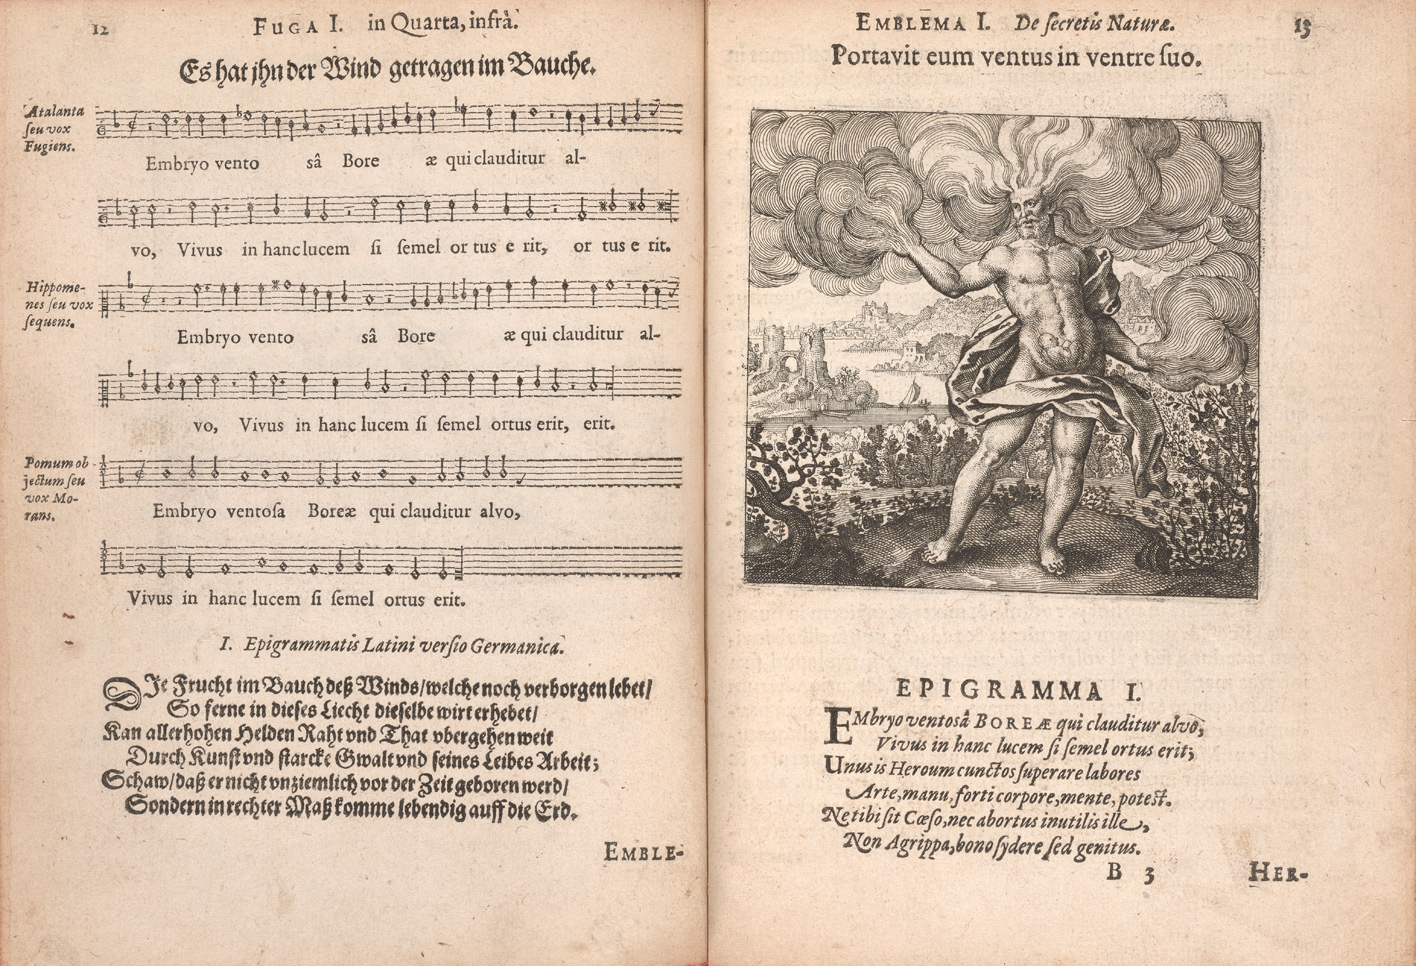 12
FUGA I. in Quarta, infrà.
Es hat jhn der Wind getragen im Bauche.
Atalanta
ſeu vox
Fugiens.
Embryo vento sâ Bore æ qui clauditur al-
vo, Vivus in hanc lucem ſi ſemel or tus e rit, or tus e rit.
Hippome-
nes ſeu vox
ſequens.
Embryo vento sâ Bore æ qui clauditur al-
vo, Vivus in hanc lucem ſi ſemel ortus erit, erit.
Pomum ob
jectum ſeu
vox Mo-
rans.
Embryo ventoſa Boreæ qui clauditur alvo,
Vivus in hanc lucem ſi ſemel ortus erit.
I. Epigrammatis Latini verſio Germanica.
DJe Frucht im Bauch deß Winds/welche noch verborgen lebet/
So ferne in dieſes Liecht dieſelbe wirt erhebet/
Kan aller hohen Helden Raht vnd That vbergehen weit
Durch Kunſt vnd ſtarcke Gwalt vnd ſeines Leibes Arbeit;
Schaw/daß er nicht vnziemlich vor der Zeit geboren werd/
Sondern in rechter Maß komme lebendig auff die Erd.
EMBLE-
EMBLEMA I. De ſecretis Naturæ.
13
Portavit eum ventus in ventre ſuo.
EPIGRAMMA I.
EMbryo ventosâ BOREÆ qui clauditur alvo,
Vivus in hanc lucem ſi ſemel ortus erit;
Unus is Heroum cunctos ſuperare labores
Arte, manu, forti corpore, mente, poteſt.
Ne tibi ſit Cæſo, nec abortus inutilis ille,
Non Agrippa, bono ſydere ſed genitus.
B 3
HER-